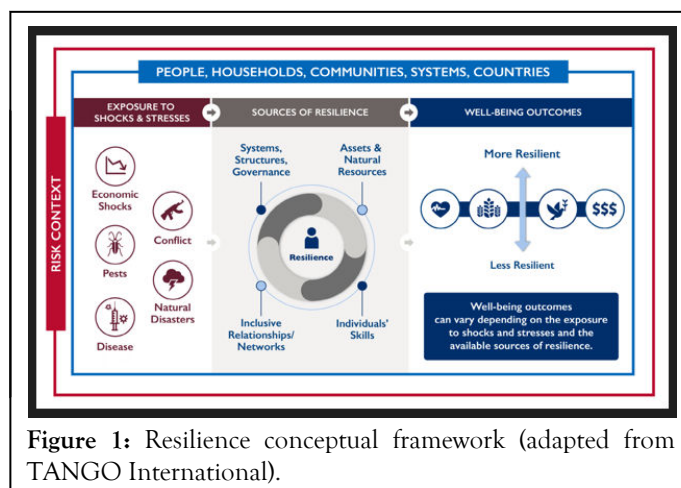 PEOPLE, HOUSEHOLDS, COMMUNITIES, SYSTEMS, COUNTRIES
RISK CONTEXT
EXPOSURE TO
SHOCKS & STRESSES
SOURCES OF RESILIENCE
WELL-BEING OUTCOMES
Economic
Shocks
Conflict
Pests
Natural
Disasters
Disease
Systems,
Structures,
Governance
Assets &
Natural
Resources
Resilience
Inclusive
Relationships/
Networks
Individuals'
Skills
More Resilient
$$$
Less Resilient
Well-being outcomes
can vary depending on the exposure
to shocks and stresses and the
available sources of resilience.
Figure 1: Resilience conceptual framework (adapted from
TANGO International).